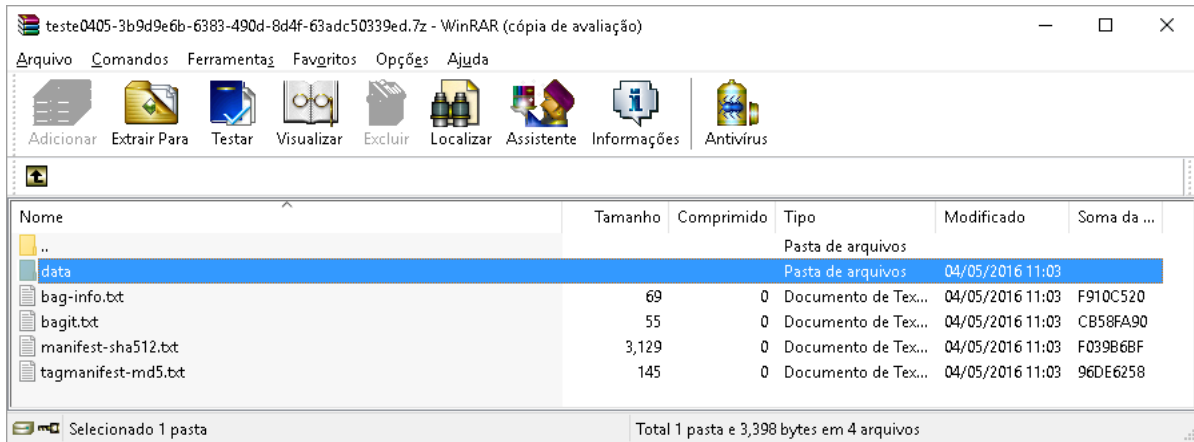 teste0405-3b9d9e6b-6383-490d-8d4f-63adc50339ed.7z - WinRAR (cópia de avaliação)
Arquivo Comandos Ferramentas Favoritos Opções Ajuda
Adicionar Extrair Para Testar Visualizar Excluir Localizar Assistente Informações Antivírus
Nome Tamanho Comprimido Tipo Modificado Soma da ...
.. Pasta de arquivos
data Pasta de arquivos 04/05/2016 11:03
bag-info.txt 69 0 Documento de Tex... 04/05/2016 11:03 F910C520
bagit.txt 55 0 Documento de Tex... 04/05/2016 11:03 CB58FA90
manifest-sha512.txt 3,129 0 Documento de Tex... 04/05/2016 11:03 F039B6BF
tagmanifest-md5.txt 145 0 Documento de Tex... 04/05/2016 11:03 96DE6258
Selecionado 1 pasta Total 1 pasta e 3,398 bytes em 4 arquivos